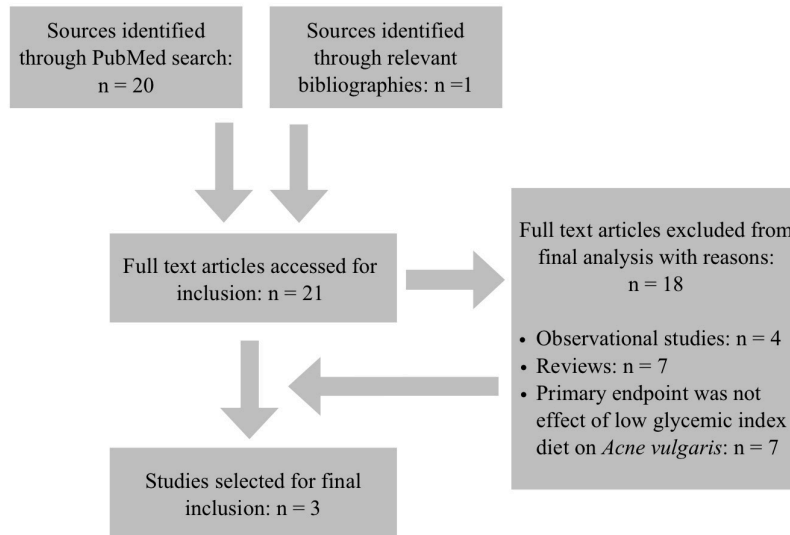 Sources identified
through PubMed search:
n = 20
Sources identified
through relevant
bibliographies: n =1
Full text articles accessed for
inclusion: n = 21
Full text articles excluded from
final analysis with reasons:
n = 18
• Observational studies: n = 4
• Reviews: n = 7
• Primary endpoint was not
effect of low glycemic index
diet on Acne vulgaris: n = 7
Studies selected for final
inclusion: n = 3